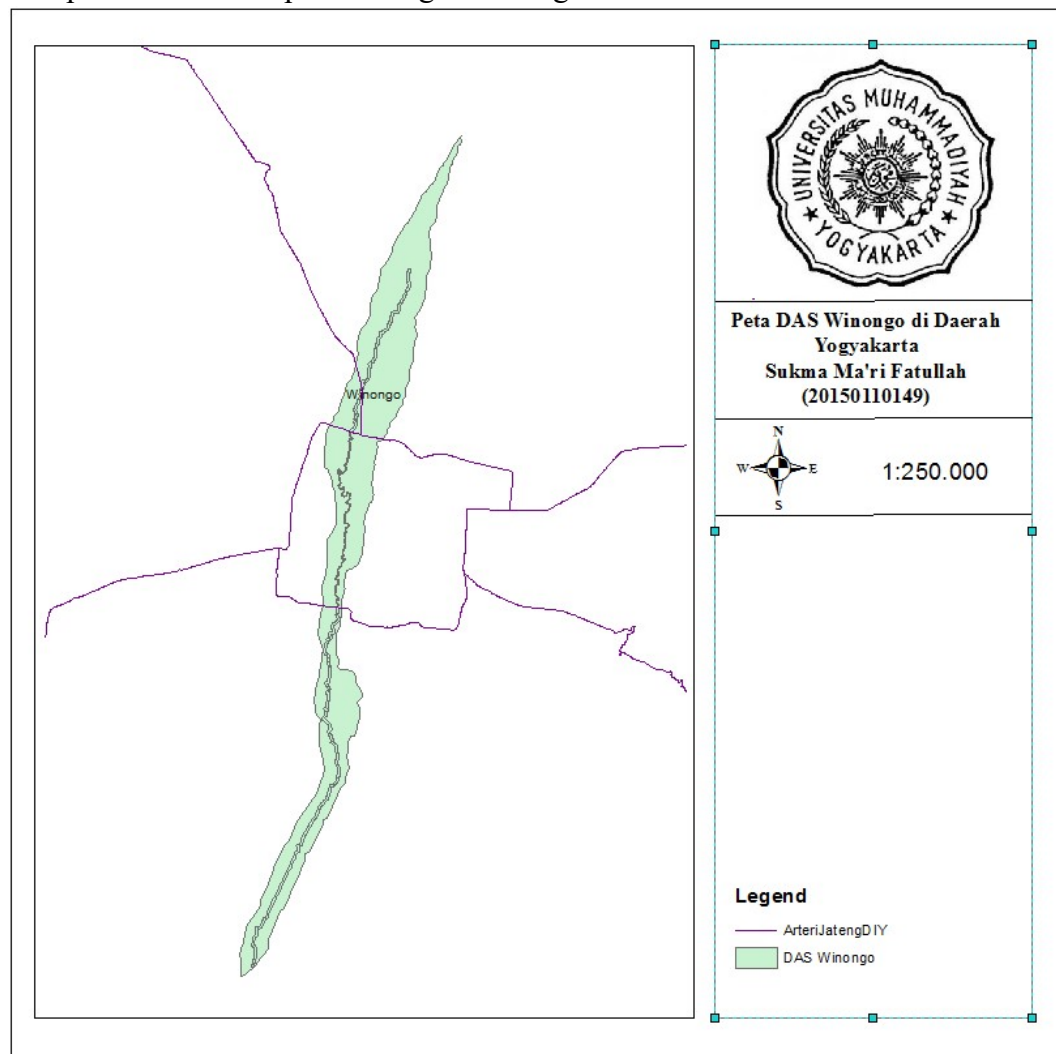 Winongo
UNIVERSITAS MUHAMMADIYAH
★ YOGYAKARTA ★
Peta DAS Winongo di Daerah
Yogyakarta
Sukma Ma'ri Fatullah
(20150110149)
N
W E
S
1:250.000
Legend
ArteriJatengDIY
DAS Winongo